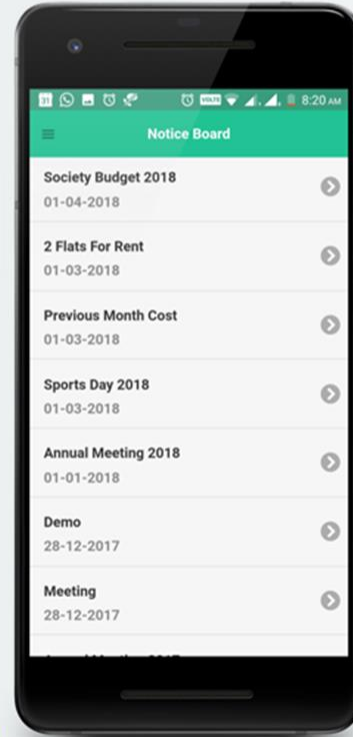 31 VOLTE 8:20 AM
Notice Board
Society Budget 2018
01-04-2018
2 Flats For Rent
01-03-2018
Previous Month Cost
01-03-2018
Sports Day 2018
01-03-2018
Annual Meeting 2018
01-01-2018
Demo
28-12-2017
Meeting
28-12-2017